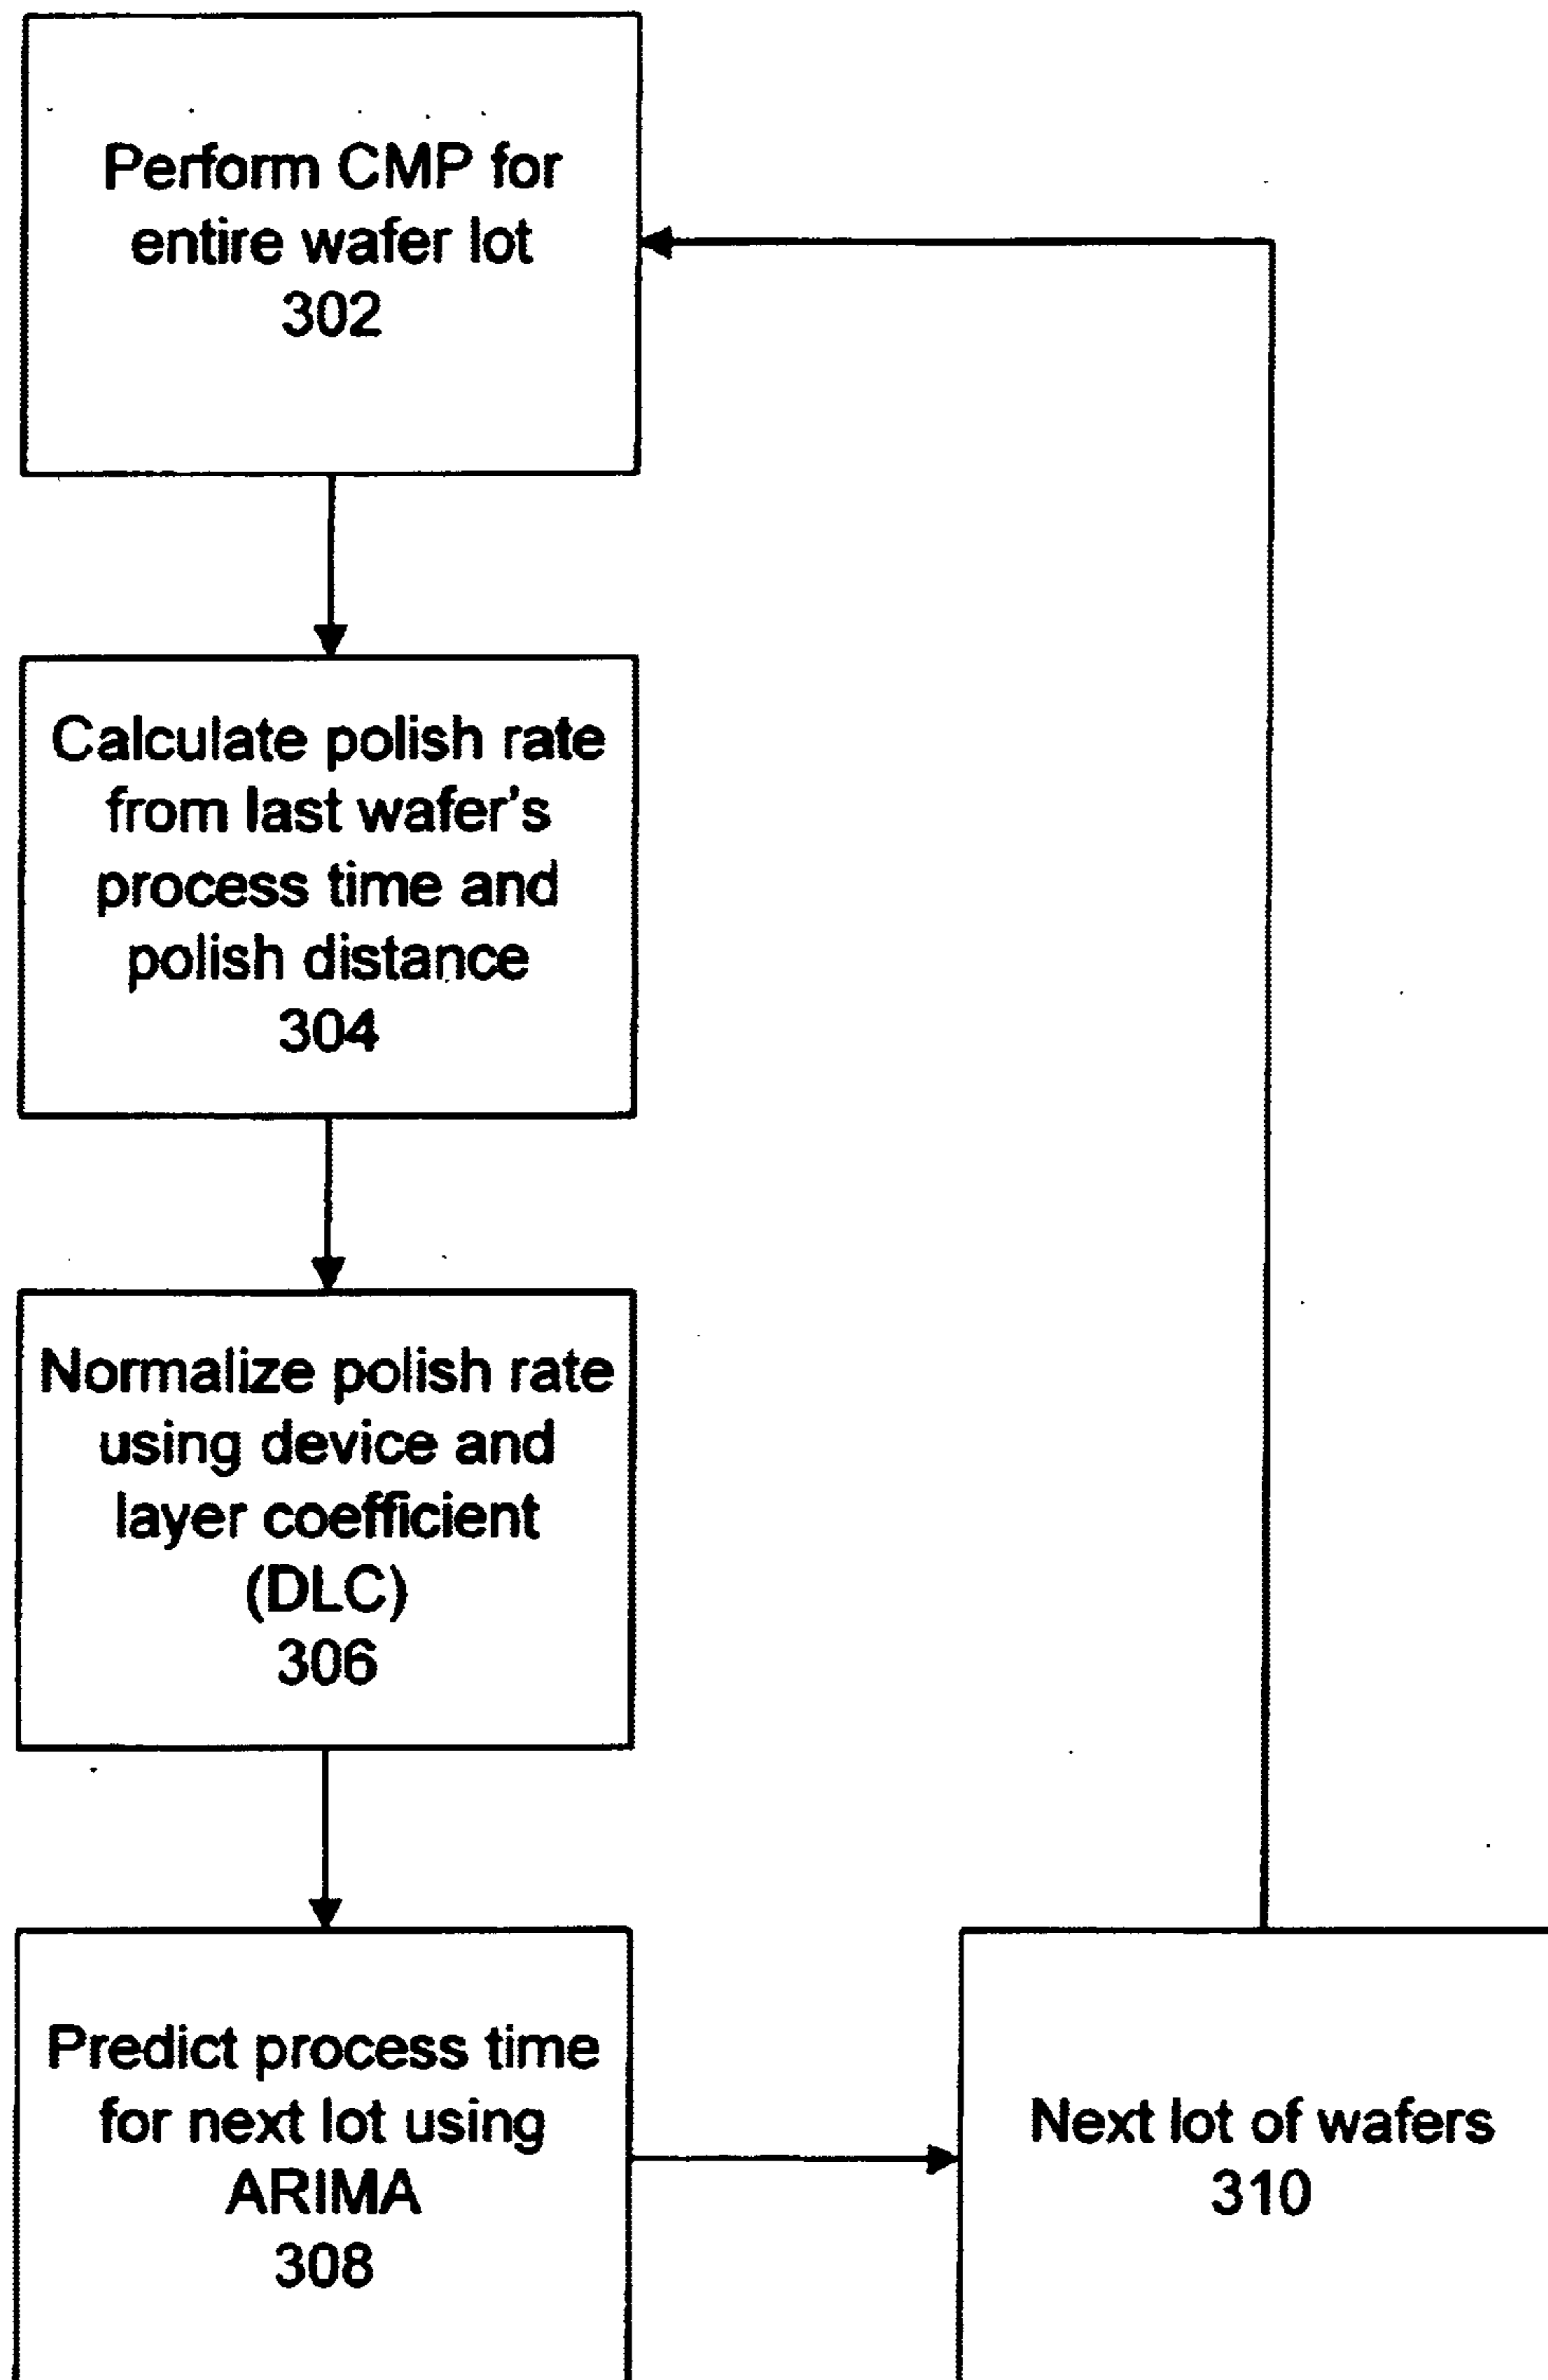 Perform CMP for
entire wafer lot
302
Calculate polish rate
from last wafer's
process time and
polish distance
304
Normalize polish rate
using device and
layer coefficient
(DLC)
306
Predict process time
for next lot using
ARIMA
308
Next lot of wafers
310